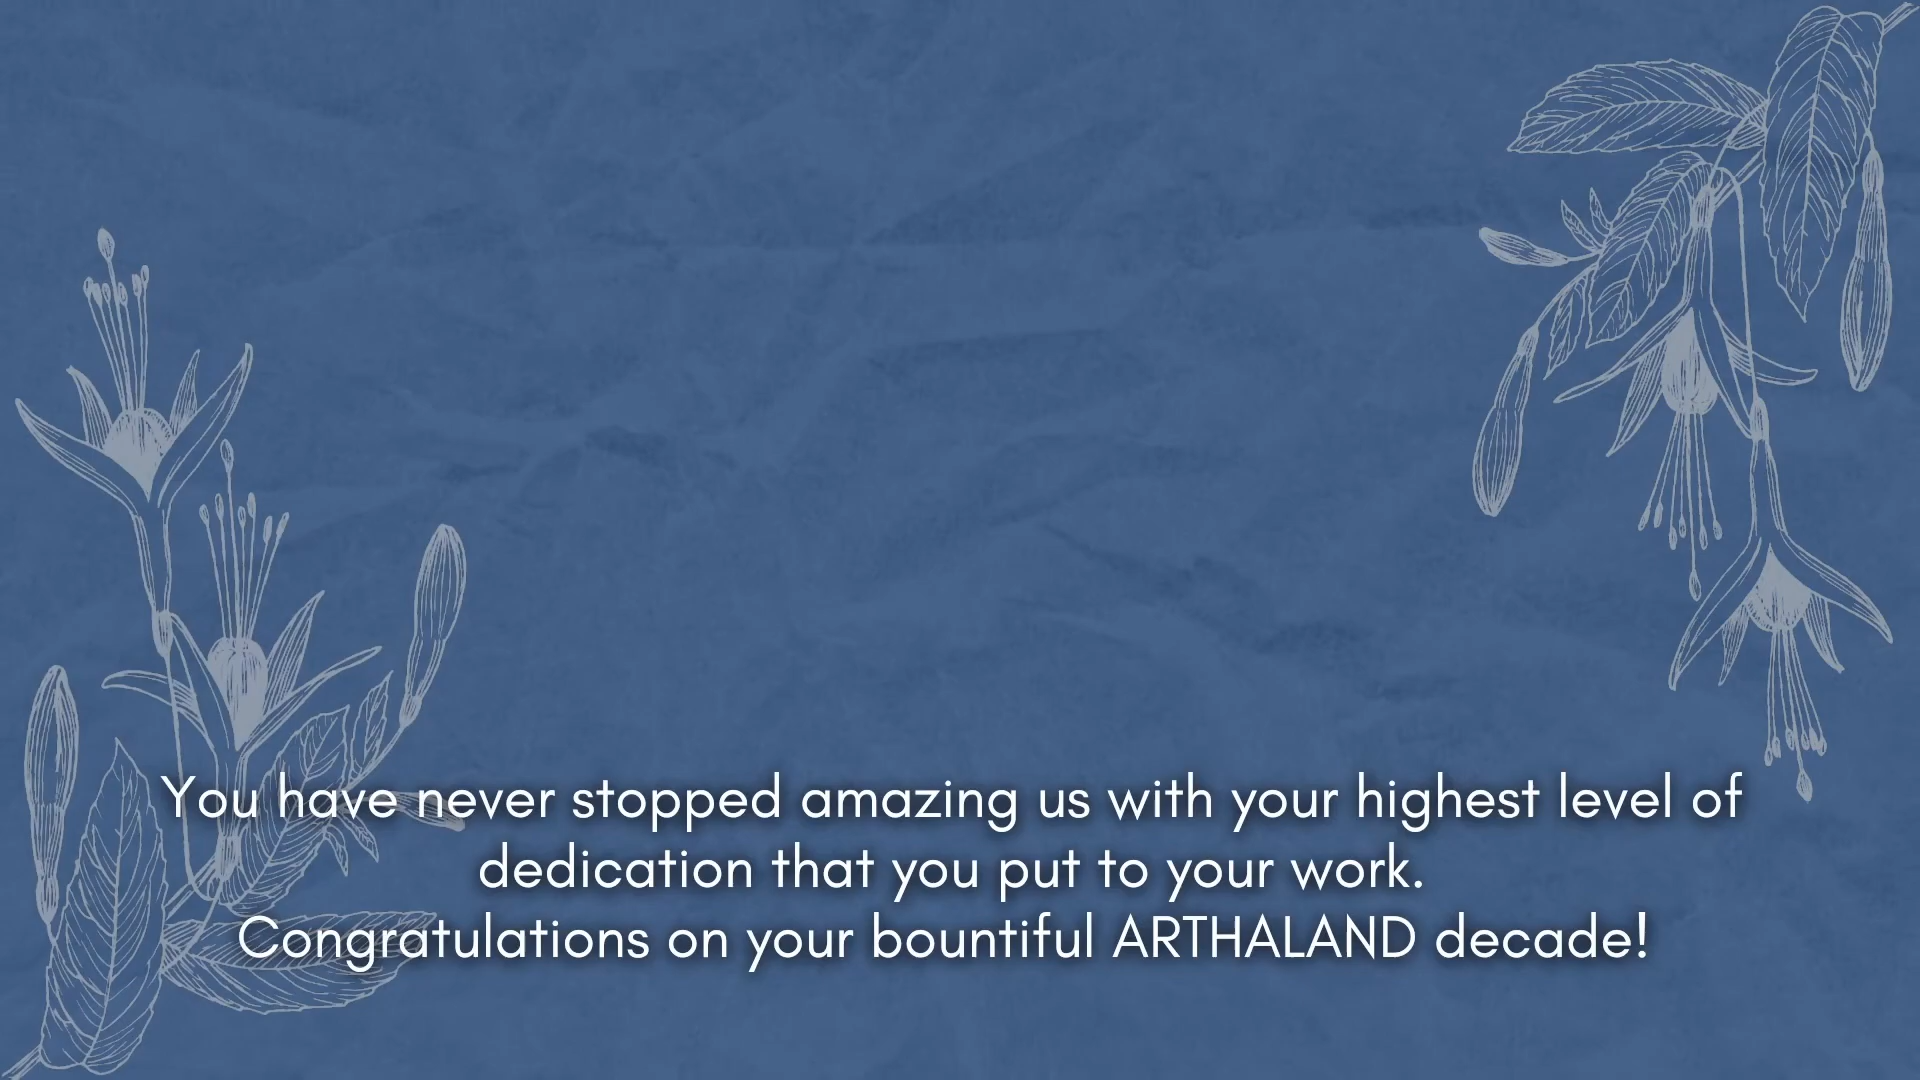 You have never stopped amazing us with your highest level of
dedication that you put to your work.
Congratulations on your bountiful ARTHALAND decade!